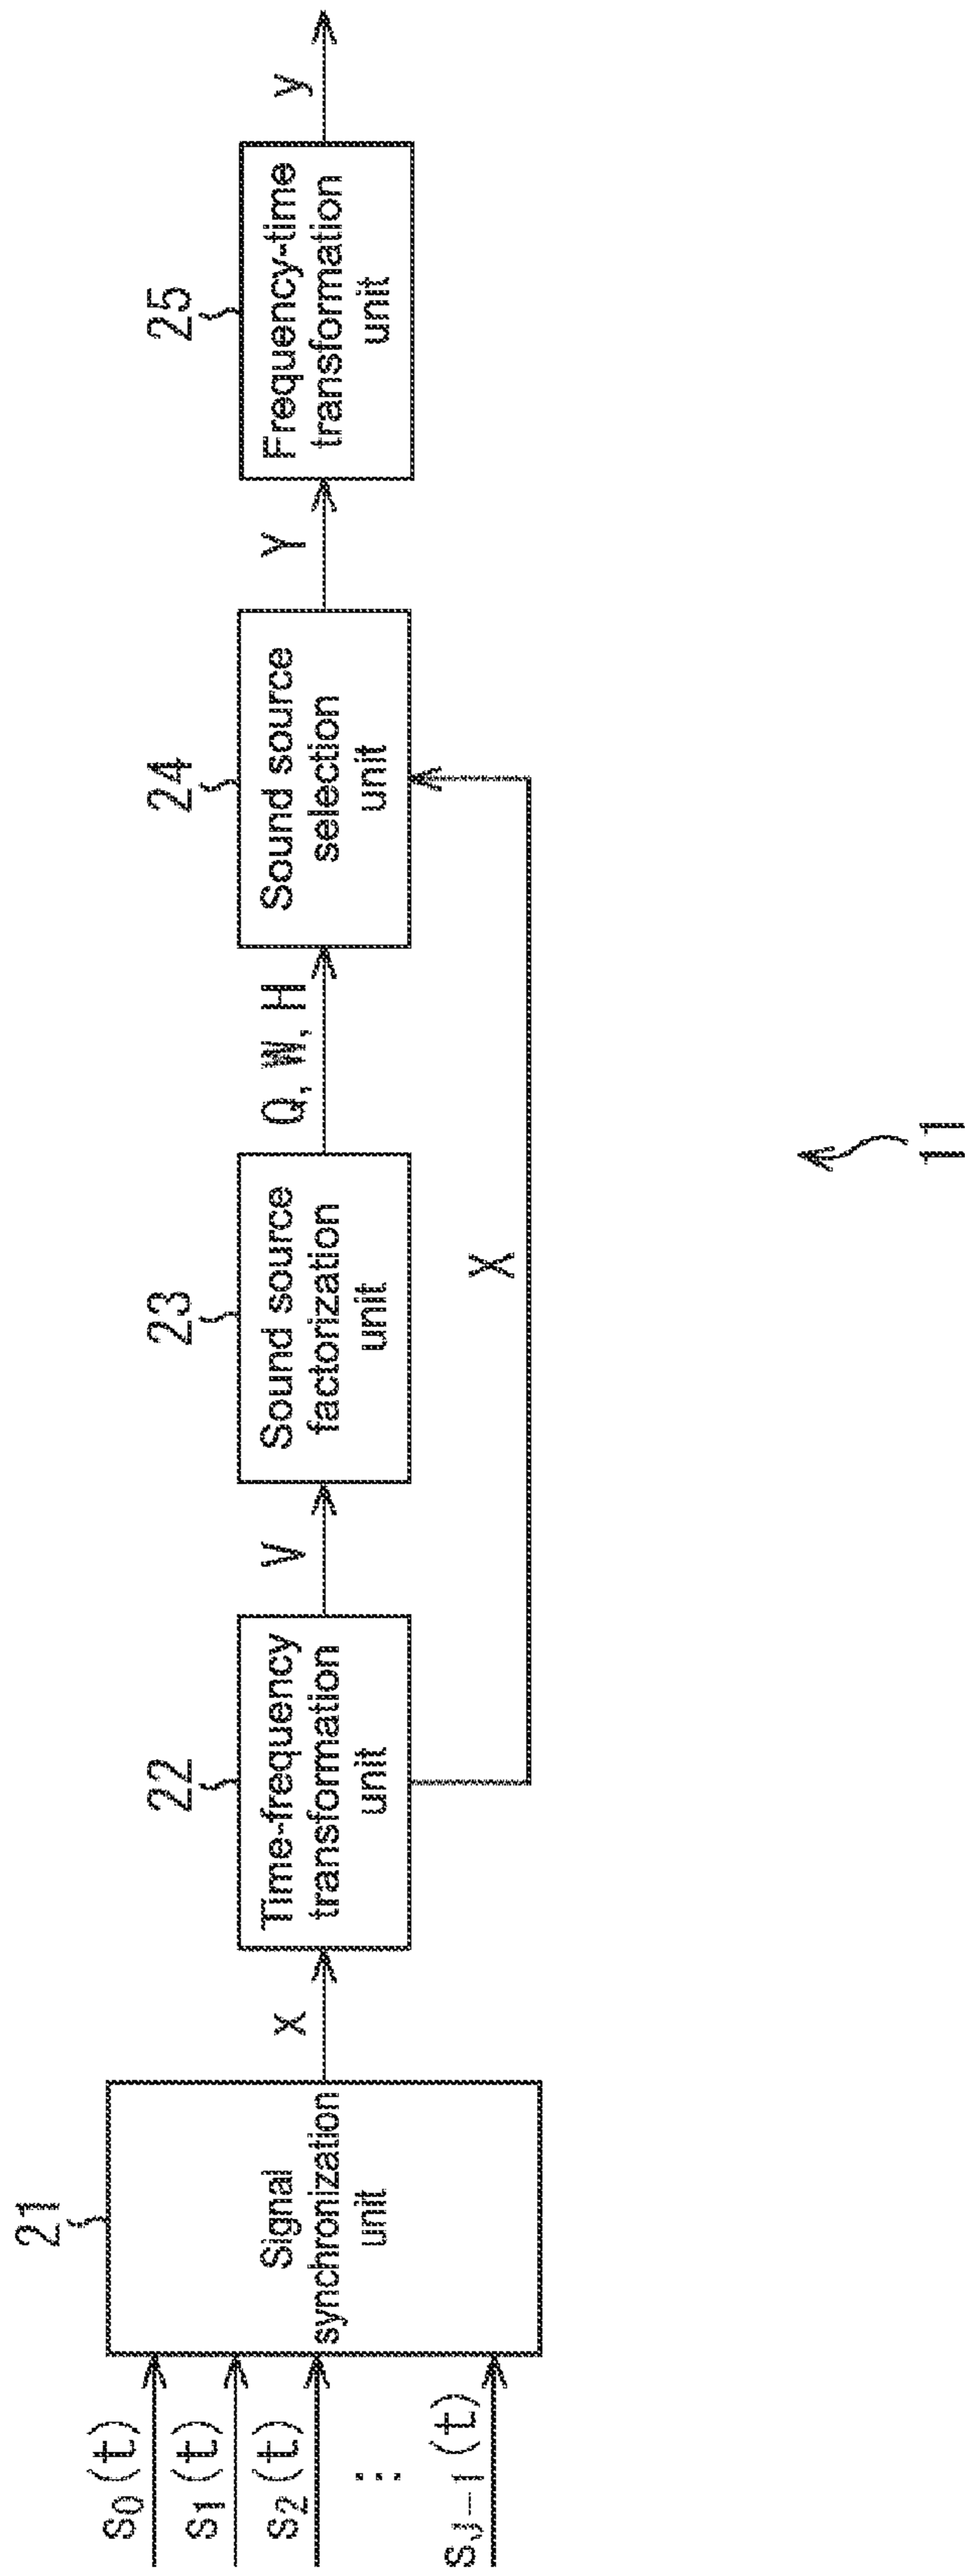 S0(t)
S1(t)
S2(t)
⋮
SJ-1(t)
21
Signal
synchronization
unit
x
22
Time-frequency
transformation
unit
V
23
Sound source
factorization
unit
Q, W, H
X
24
Sound source
selection
unit
Y
25
Frequency-time
transformation
unit
y
11